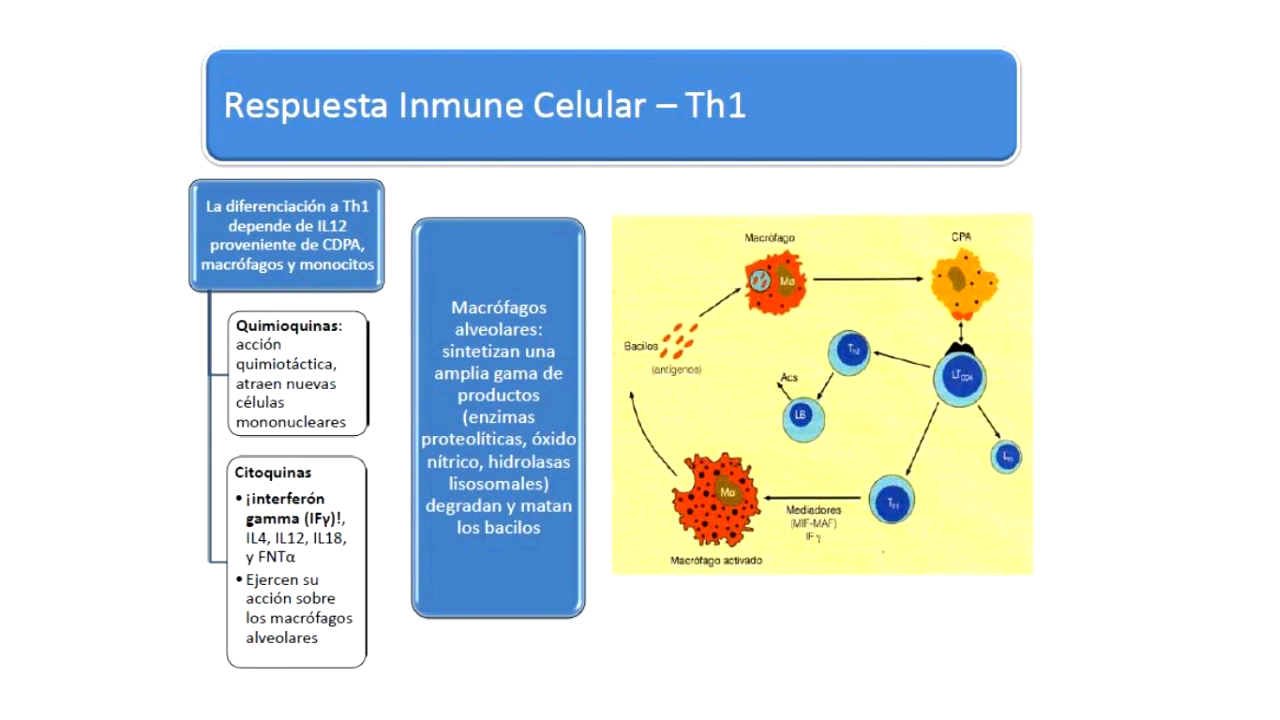 Respuesta Inmune Celular – Th1
La diferenciación a Th1
depende de IL12
proveniente de CDPA,
macrófagos y monocitos
Quimioquinas:
acción
quimiotáctica,
atraen nuevas
células
mononucleares
Citoquinas
• ¡interferón
gamma (IFγ)!,
IL4, IL12, IL18,
y FNTα
• Ejercen su
acción sobre
los macrófagos
alveolares
Macrófagos
alveolares:
sintetizan una
amplia gama de
productos
(enzimas
proteolíticas, óxido
nítrico, hidrolasas
lisosomales)
degradan y matan
los bacilos
Macrófago
CPA
Mø
Bacilos
(antígenos)
Acs
LB
LTCD4
Mø
Mediadores
(MIF-MAF)
IF γ
Macrófago activado